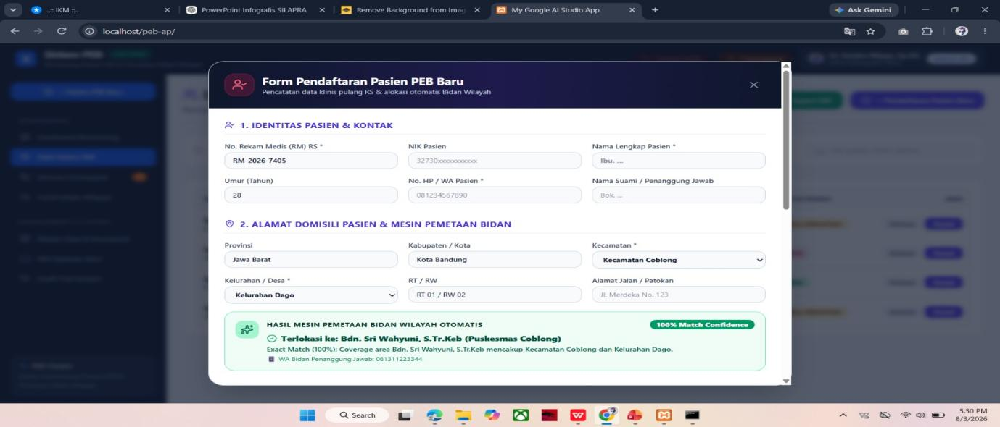 ..:: IKM ::..
PowerPoint Infografis SILAPRA
Remove Background from Imag
My Google AI Studio App
Ask Gemini
localhost/peb-ap/
Form Pendaftaran Pasien PEB Baru
Pencatatan data klinis pulang RS & alokasi otomatis Bidan Wilayah
1. IDENTITAS PASIEN & KONTAK
No. Rekam Medis (RM) RS *
NIK Pasien
Nama Lengkap Pasien *
RM-2026-7405
32730xxxxxxxxxxx
Ibu. ...
Umur (Tahun)
No. HP / WA Pasien *
Nama Suami / Penanggung Jawab
28
081234567890
Bpk. ...
2. ALAMAT DOMISILI PASIEN & MESIN PEMETAAN BIDAN
Provinsi
Kabupaten / Kota
Kecamatan *
Jawa Barat
Kota Bandung
Kecamatan Coblong
Kelurahan / Desa *
RT / RW
Alamat Jalan / Patokan
Kelurahan Dago
RT 01 / RW 02
Jl. Merdeka No. 123
HASIL MESIN PEMETAAN BIDAN WILAYAH OTOMATIS
100% Match Confidence
Terlokasi ke: Bdn. Sri Wahyuni, S.Tr.Keb (Puskesmas Coblong)
Exact Match (100%): Coverage area Bdn. Sri Wahyuni, S.Tr.Keb mencakup Kecamatan Coblong dan Kelurahan Dago.
WA Bidan Penanggung Jawab: 081311223344
Search
5:50 PM
8/3/2026